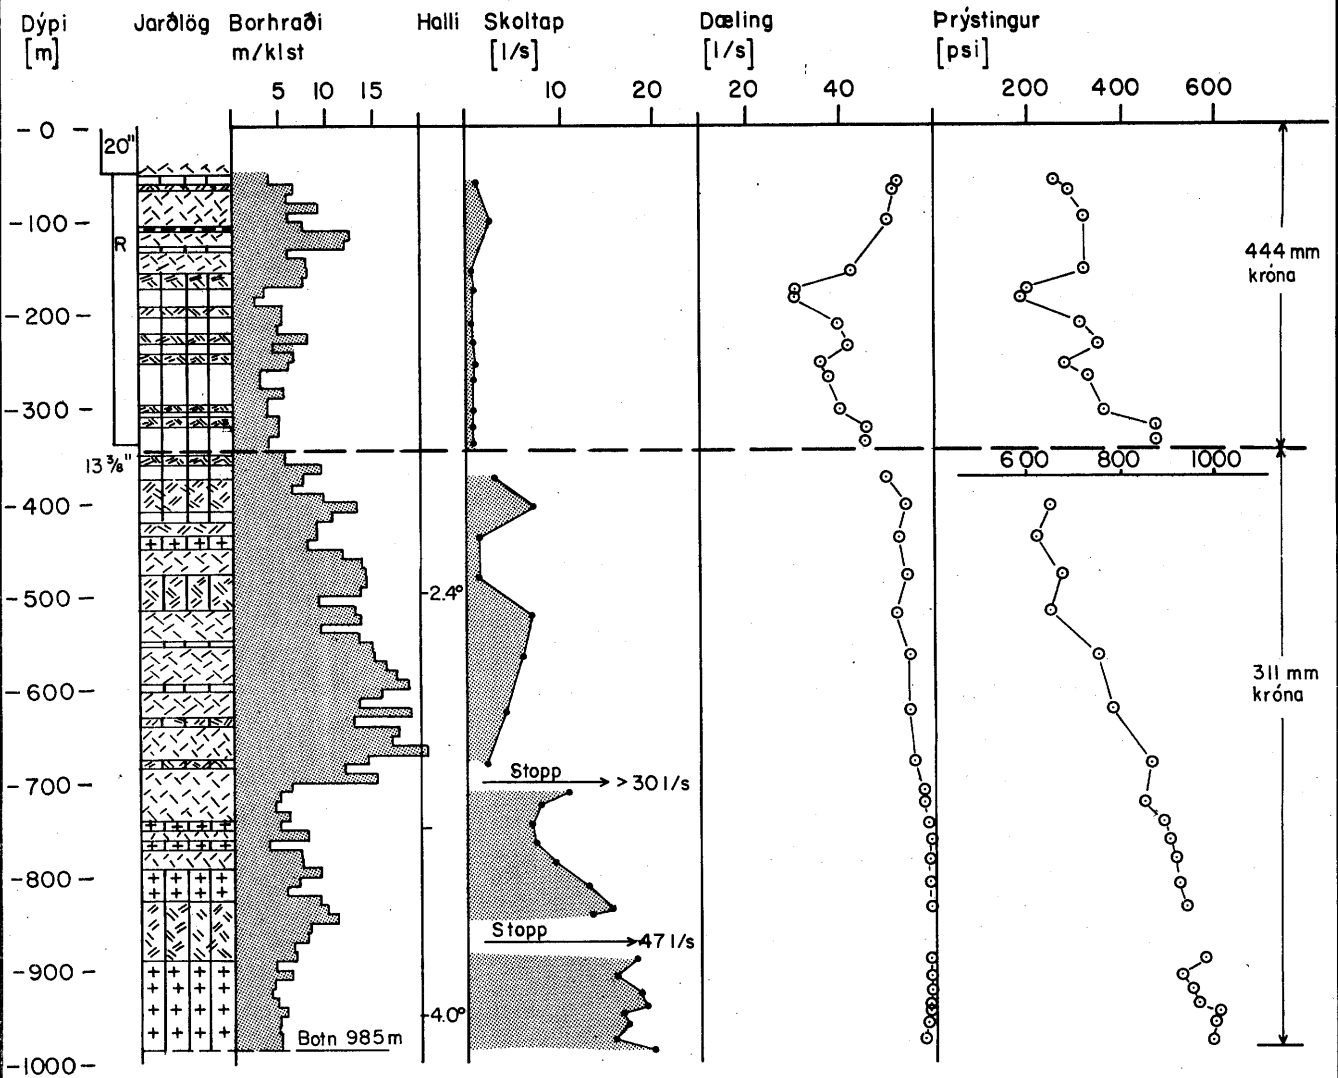 Dýpi Jarðlög Borhraði Halli Skoltap Dæling Þrýstingur
[m] m/klst [l/s] [l/s] [psi]
5 10 15 10 20 20 40 200 400 600
- 0 -
20"
-100 -
R
444 mm
króna
-200 -
-300 -
13 3/8"
600 800 1000
-400 -
-500 -
-2.4°
-600 -
311 mm
króna
-700 -
Stopp > 30 l/s
-800 -
Stopp 47 l/s
-900 -
-4.0°
Botn 985 m
-1000 -